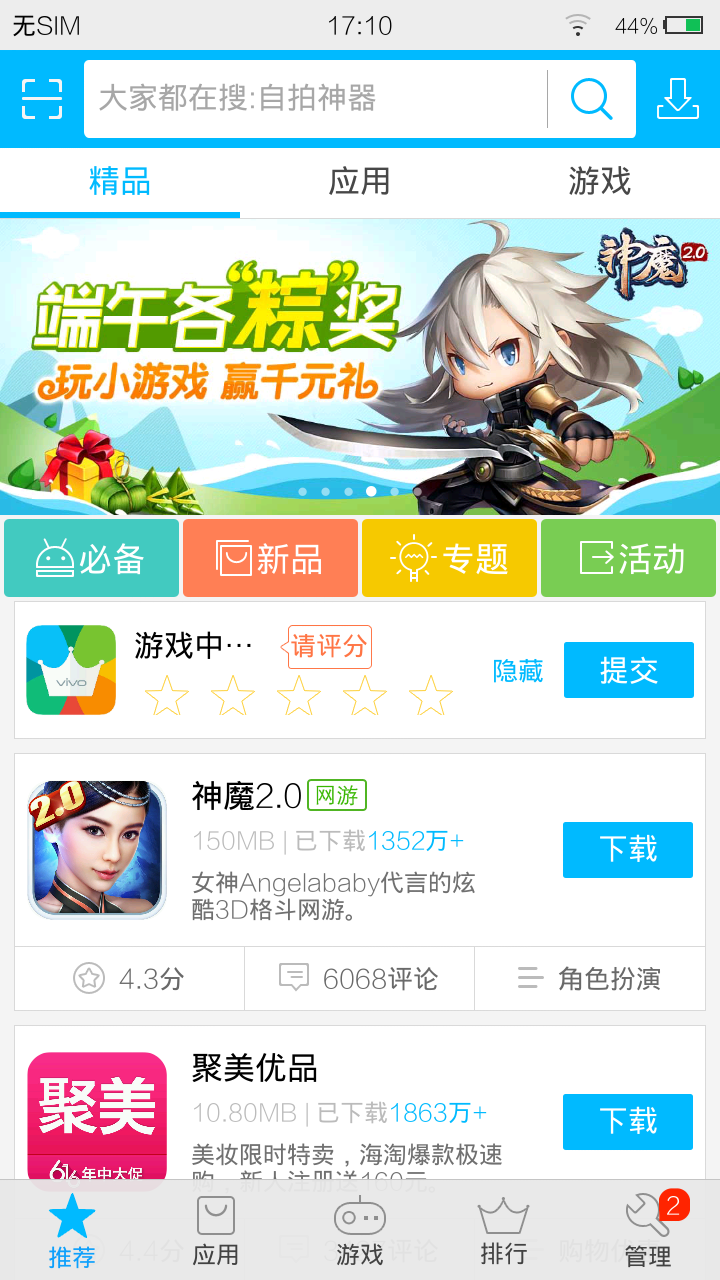 无SIM 17:10 44%
大家都在搜:自拍神器
精品 应用 游戏
神魔2.0
端午各“粽”奖
玩小游戏 赢千元礼
必备 新品 专题 活动
游戏中… 请评分
vivo
隐藏 提交
2.0
神魔2.0 网游
150MB | 已下载1352万+
下载
女神Angelababy代言的炫
酷3D格斗网游。
4.3分 6068评论 角色扮演
聚美优品
聚美
10.80MB | 已下载1863万+
下载
美妆限时特卖，海淘爆款极速
购，新人注册送160元。
616年中大促
4.4分 评论 购物优惠
2
推荐 应用 游戏 排行 管理